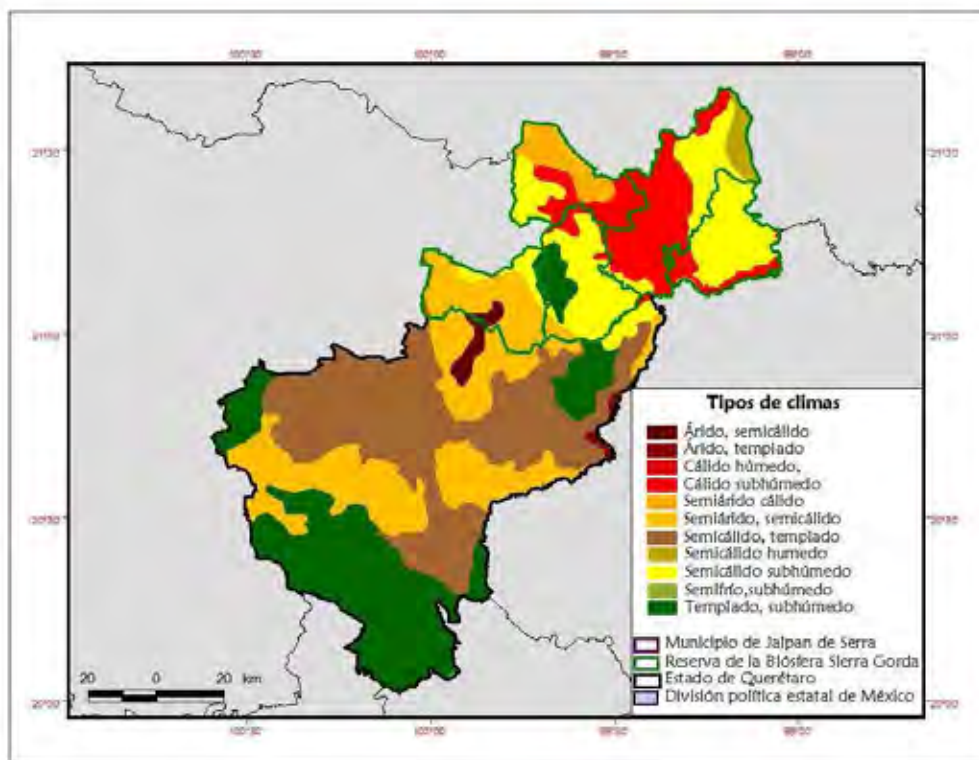 Tipos de climas
Árido, semicálido
Árido, templado
Cálido húmedo,
Cálido subhúmedo
Semiárido cálido
Semiárido, semicálido
Semicálido, templado
Semicálido humedo
Semicálido subhúmedo
Semifrío,subhúmedo
Templado, subhúmedo
Municipio de Jalpan de Serra
Reserva de la Biósfera Sierra Gorda
Estado de Querétaro
División política estatal de México
20 0 20 km